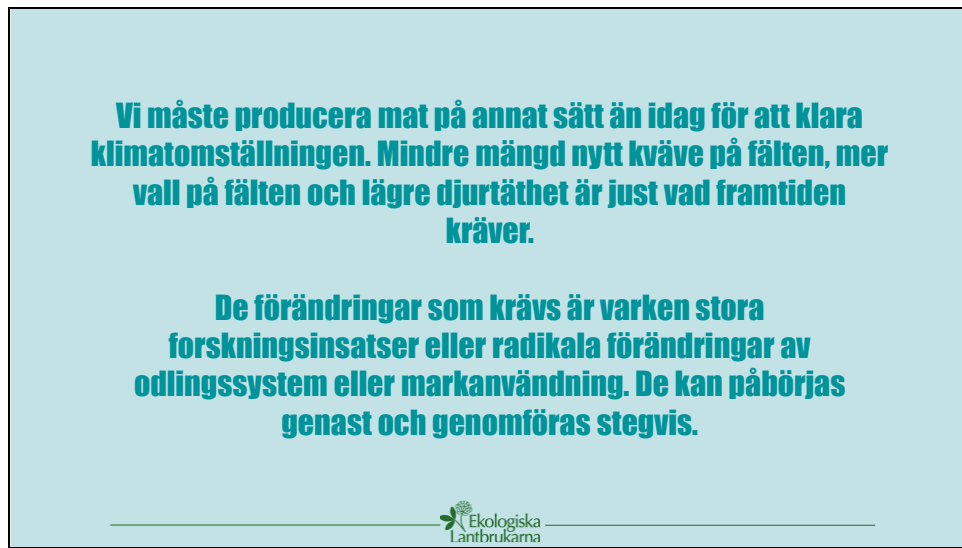 Vi måste producera mat på annat sätt än idag för att klara
klimatomställningen. Mindre mängd nytt kväve på fälten, mer
vall på fälten och lägre djurtäthet är just vad framtiden
kräver.
De förändringar som krävs är varken stora
forskningsinsatser eller radikala förändringar av
odlingssystem eller markanvändning. De kan påbörjas
genast och genomföras stegvis.
Ekologiska
Lantbrukarna